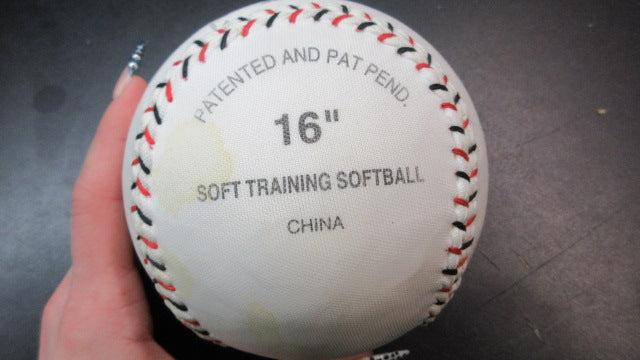 PATENTED AND PAT PEND.
16"
SOFT TRAINING SOFTBALL
CHINA